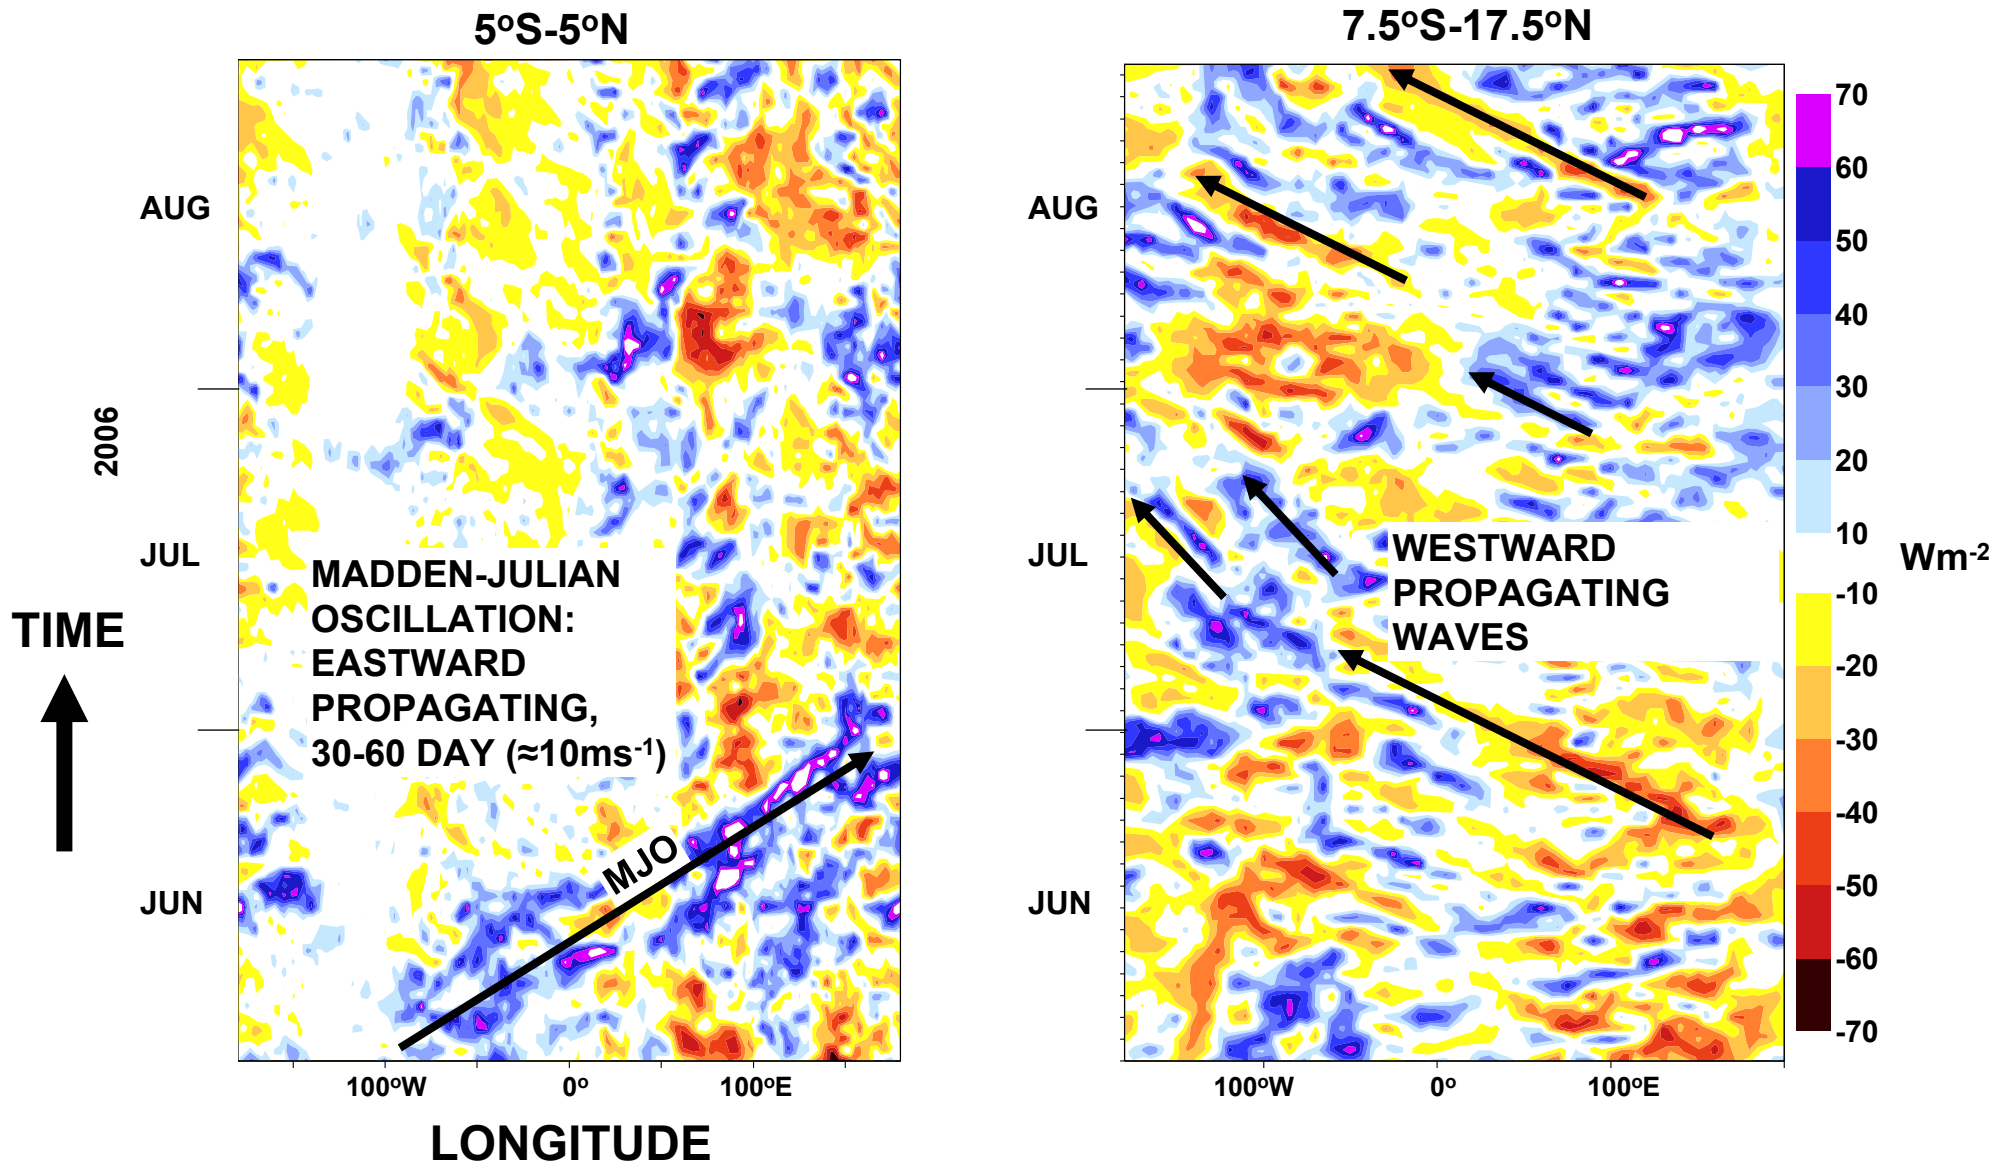 5°S-5°N
7.5°S-17.5°N
AUG
2006
JUL
TIME
JUN
MADDEN-JULIAN
OSCILLATION:
EASTWARD
PROPAGATING,
30-60 DAY (≈10ms⁻¹)
MJO
100°W
0°
100°E
LONGITUDE
AUG
JUL
JUN
WESTWARD
PROPAGATING
WAVES
100°W
0°
100°E
70
60
50
40
30
20
10
-10
-20
-30
-40
-50
-60
-70
Wm⁻²